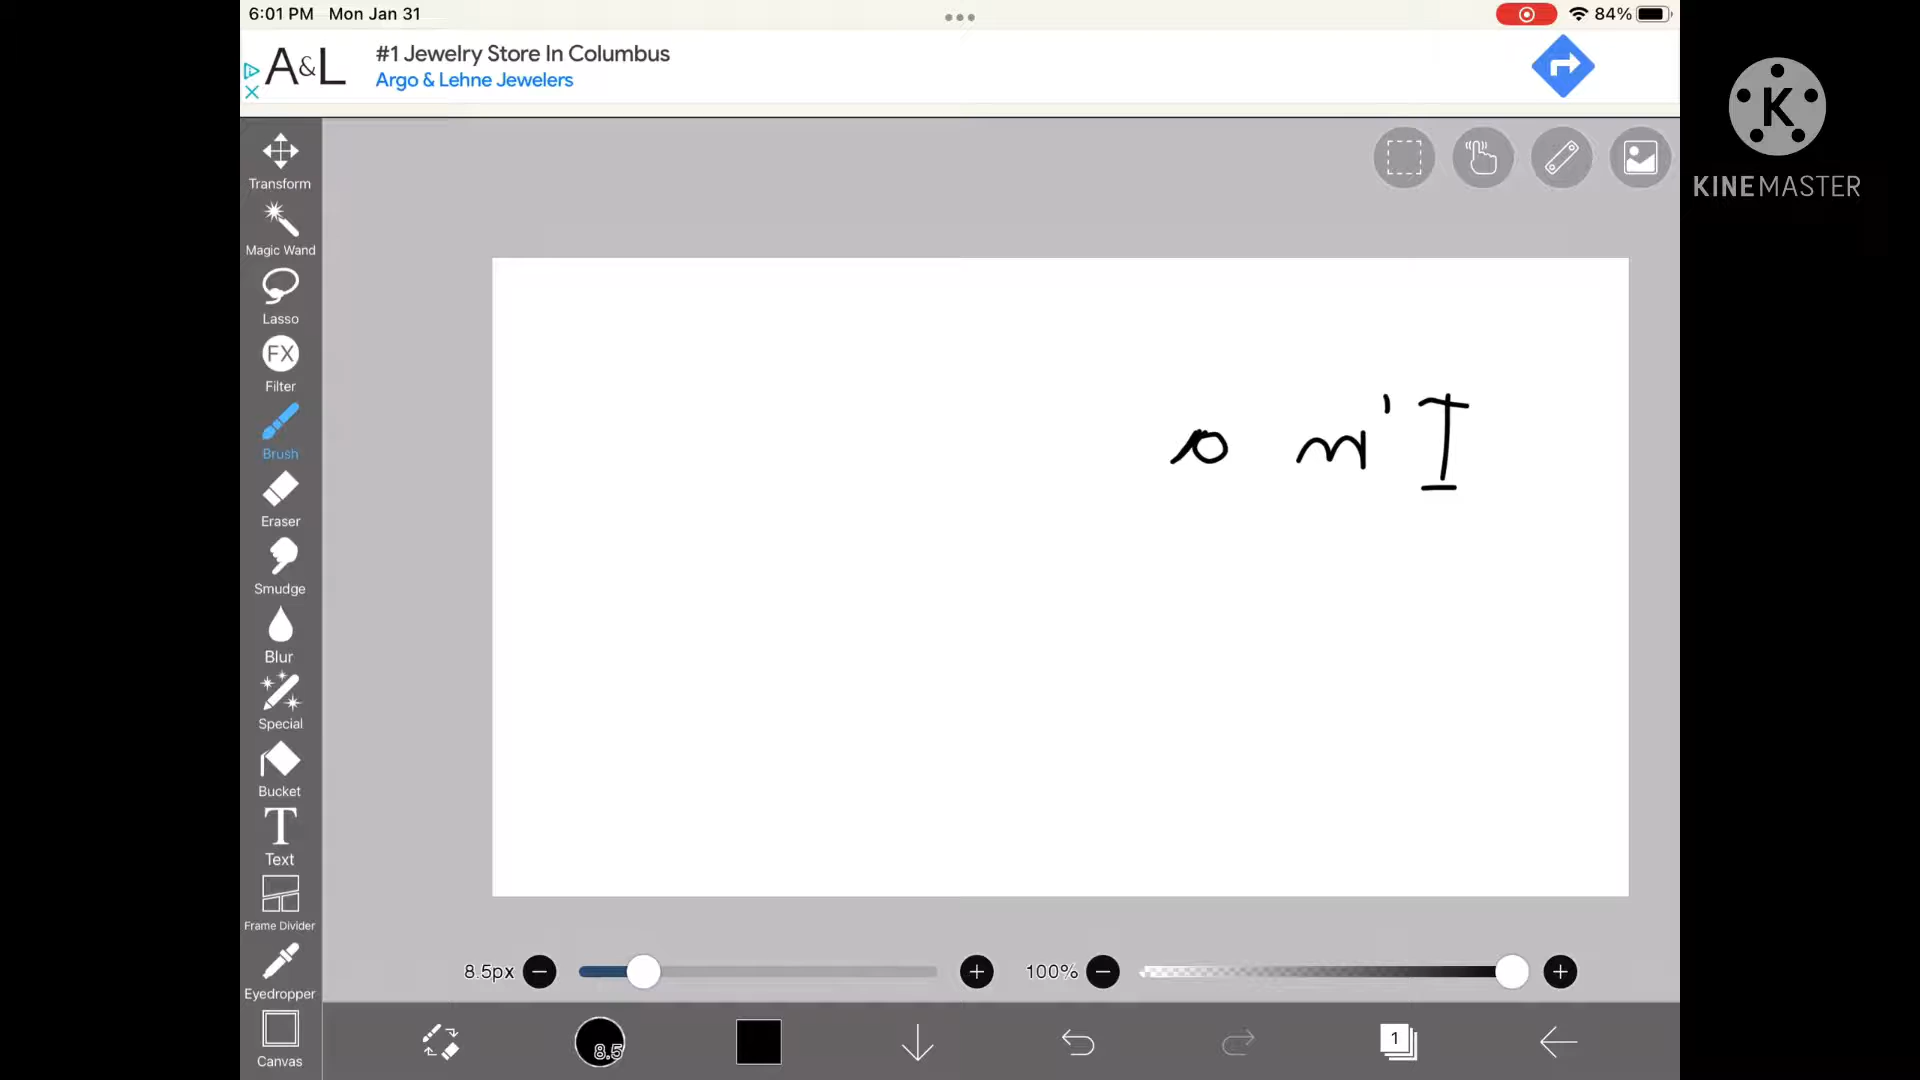 6:01 PM Mon Jan 31
84%
A&L
#1 Jewelry Store In Columbus
Argo & Lehne Jewelers
K
KINEMASTER
Transform
Magic Wand
Lasso
FX
Filter
Brush
Eraser
Smudge
Blur
Special
Bucket
T
Text
Frame Divider
Eyedropper
Canvas
I'm a
8.5px
100%
8.5
1